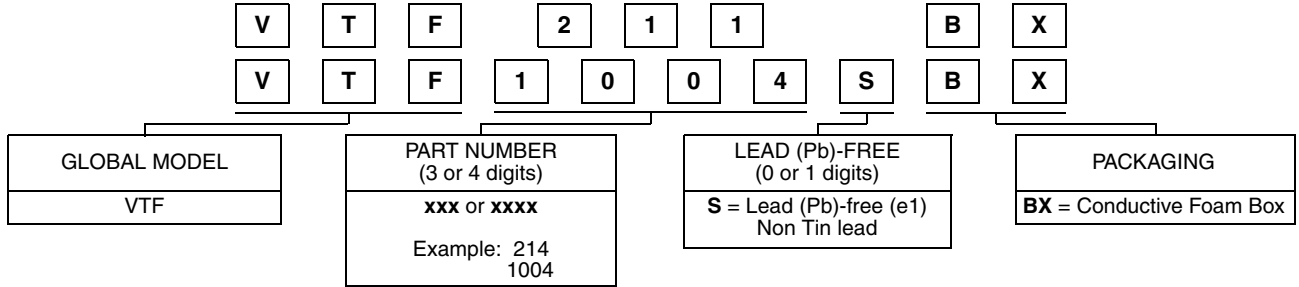 V T F 2 1 1 B X
V T F 1 0 0 4 S B X
GLOBAL MODEL
VTF
PART NUMBER
(3 or 4 digits)
xxx or xxxx
Example: 214
1004
LEAD (Pb)-FREE
(0 or 1 digits)
S = Lead (Pb)-free (e1)
Non Tin lead
PACKAGING
BX = Conductive Foam Box